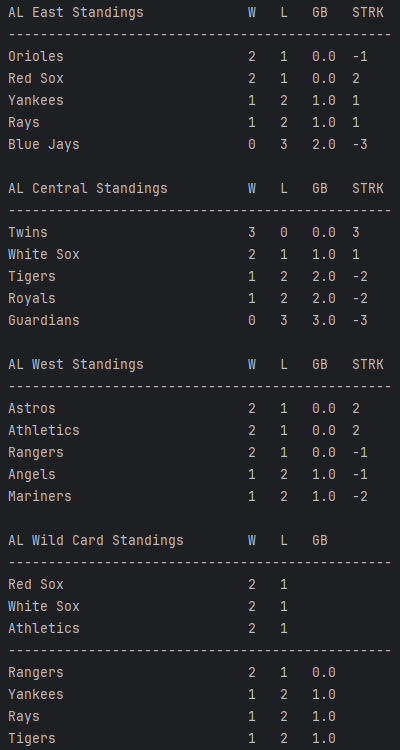 AL East Standings             W   L   GB   STRK
------------------------------------------------
Orioles                       2   1   0.0  -1
Red Sox                       2   1   0.0  2
Yankees                       1   2   1.0  1
Rays                          1   2   1.0  1
Blue Jays                     0   3   2.0  -3
AL Central Standings          W   L   GB   STRK
------------------------------------------------
Twins                         3   0   0.0  3
White Sox                     2   1   1.0  1
Tigers                        1   2   2.0  -2
Royals                        1   2   2.0  -2
Guardians                     0   3   3.0  -3
AL West Standings             W   L   GB   STRK
------------------------------------------------
Astros                        2   1   0.0  2
Athletics                     2   1   0.0  2
Rangers                       2   1   0.0  -1
Angels                        1   2   1.0  -1
Mariners                      1   2   1.0  -2
AL Wild Card Standings        W   L   GB
------------------------------------------------
Red Sox                       2   1
White Sox                     2   1
Athletics                     2   1
------------------------------------------------
Rangers                       2   1   0.0
Yankees                       1   2   1.0
Rays                          1   2   1.0
Tigers                        1   2   1.0